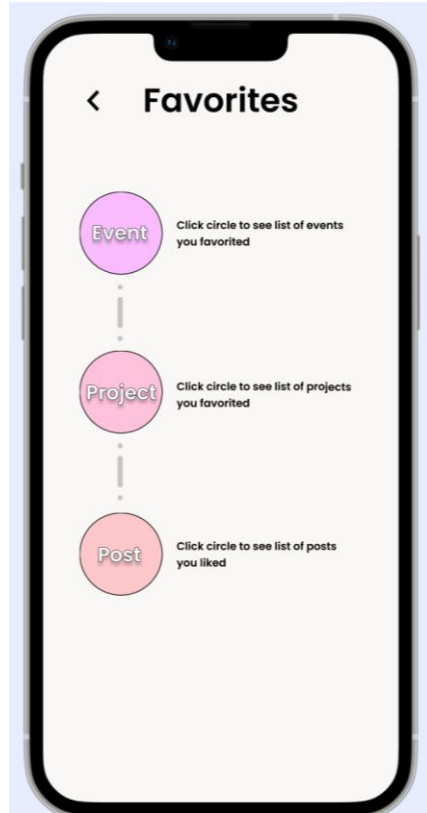 Favorites
Event
Click circle to see list of events
you favorited
Project
Click circle to see list of projects
you favorited
Post
Click circle to see list of posts
you liked